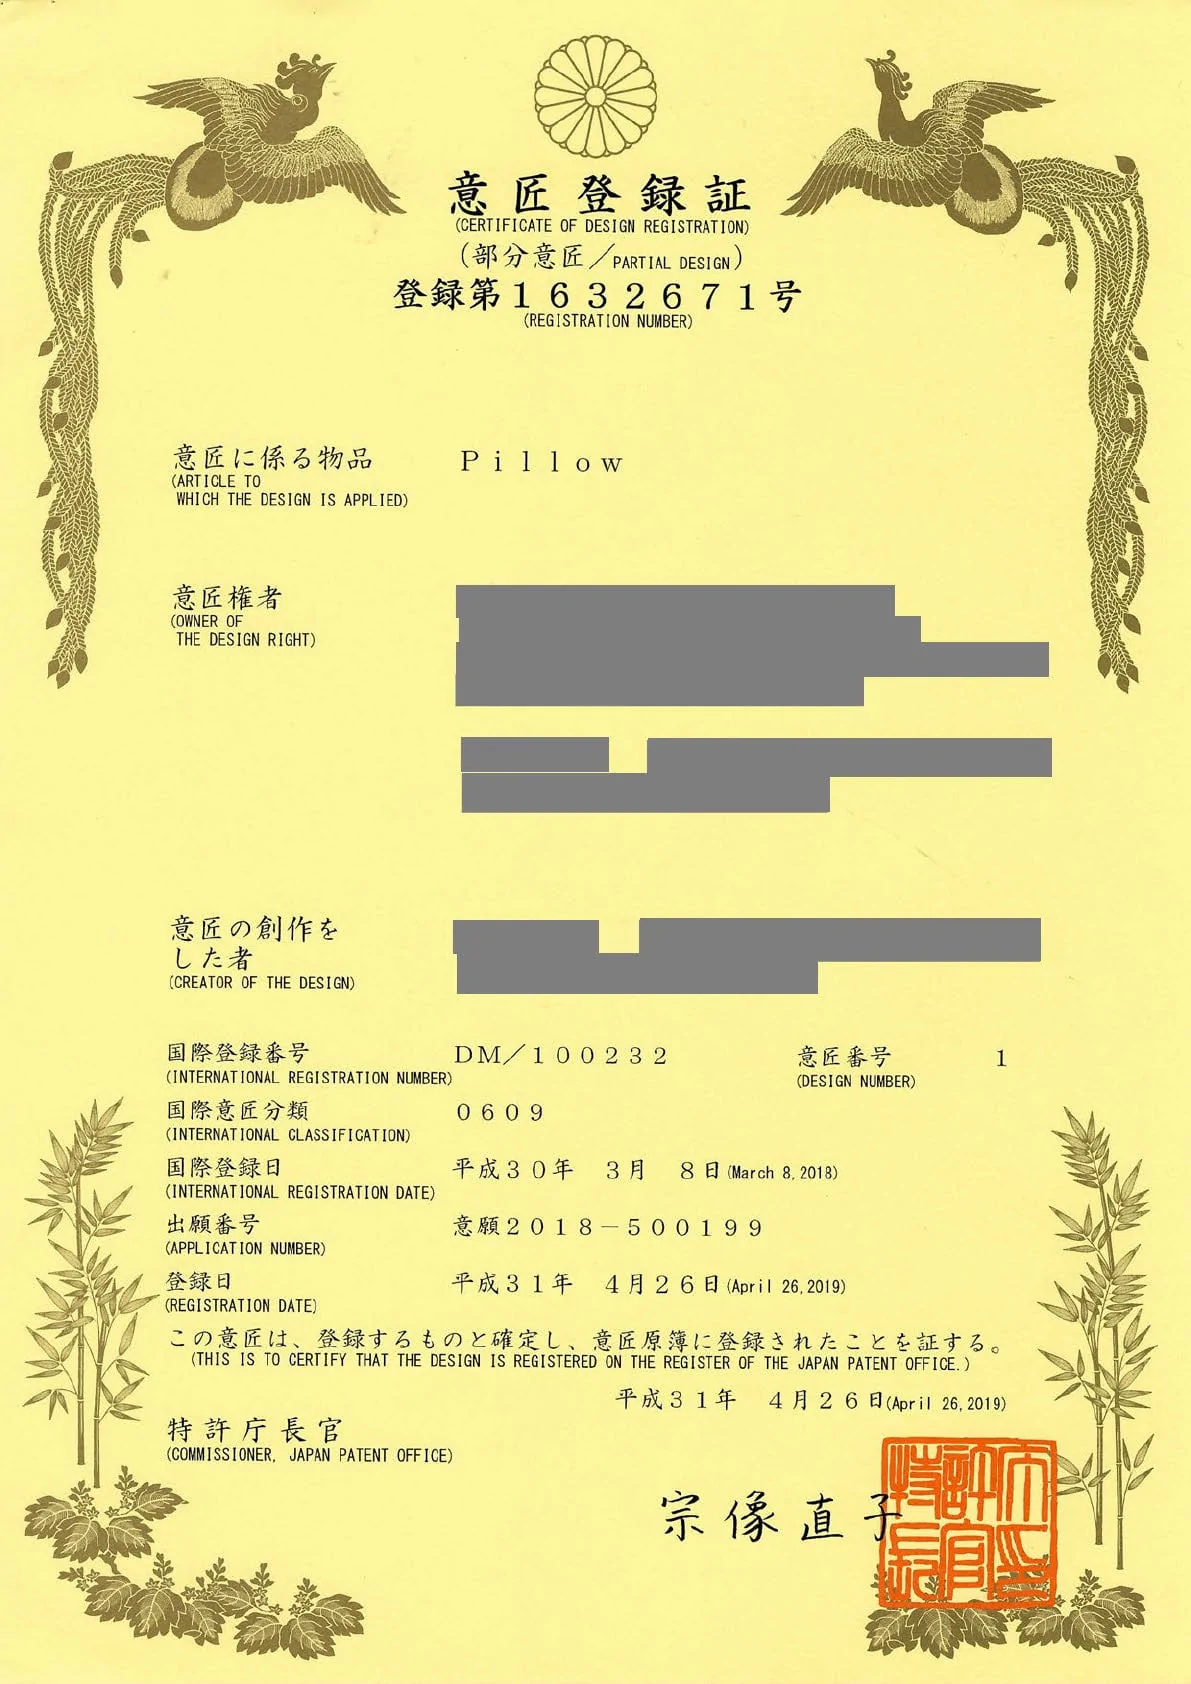 意匠登録証
(CERTIFICATE OF DESIGN REGISTRATION)
(部分意匠/PARTIAL DESIGN)
登録第1632671号
(REGISTRATION NUMBER)
意匠に係る物品 Pillow
(ARTICLE TO
WHICH THE DESIGN IS APPLIED)
意匠権者
(OWNER OF
THE DESIGN RIGHT)
意匠の創作を
した者
(CREATOR OF THE DESIGN)
国際登録番号 DM/100232 意匠番号 1
(INTERNATIONAL REGISTRATION NUMBER) (DESIGN NUMBER)
国際意匠分類 0609
(INTERNATIONAL CLASSIFICATION)
国際登録日 平成30年 3月 8日(March 8,2018)
(INTERNATIONAL REGISTRATION DATE)
出願番号 意願2018-500199
(APPLICATION NUMBER)
登録日 平成31年 4月26日(April 26,2019)
(REGISTRATION DATE)
この意匠は、登録するものと確定し、意匠原簿に登録されたことを証する。
(THIS IS TO CERTIFY THAT THE DESIGN IS REGISTERED ON THE REGISTER OF THE JAPAN PATENT OFFICE.)
平成31年 4月26日(April 26,2019)
特許庁長官
(COMMISSIONER, JAPAN PATENT OFFICE)
宗像直子
特許庁長官之印